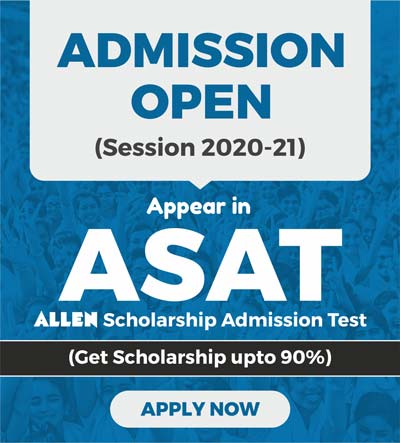 ADMISSION
OPEN
(Session 2020-21)
Appear in
ASAT
ALLEN Scholarship Admission Test
(Get Scholarship upto 90%)
APPLY NOW